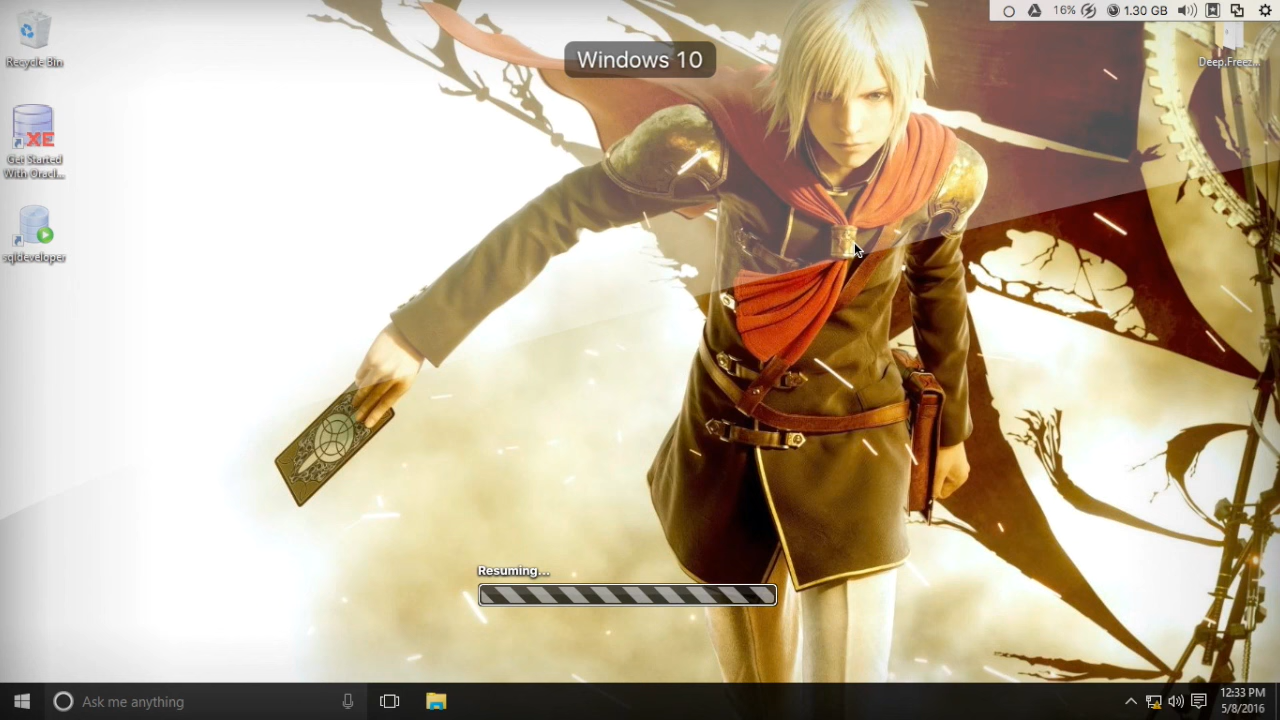 16%
1.30 GB
Windows 10
Recycle Bin
Deep.Freez...
XE
Get Started
With Oracl...
sqldeveloper
Resuming...
Ask me anything
12:33 PM
5/8/2016